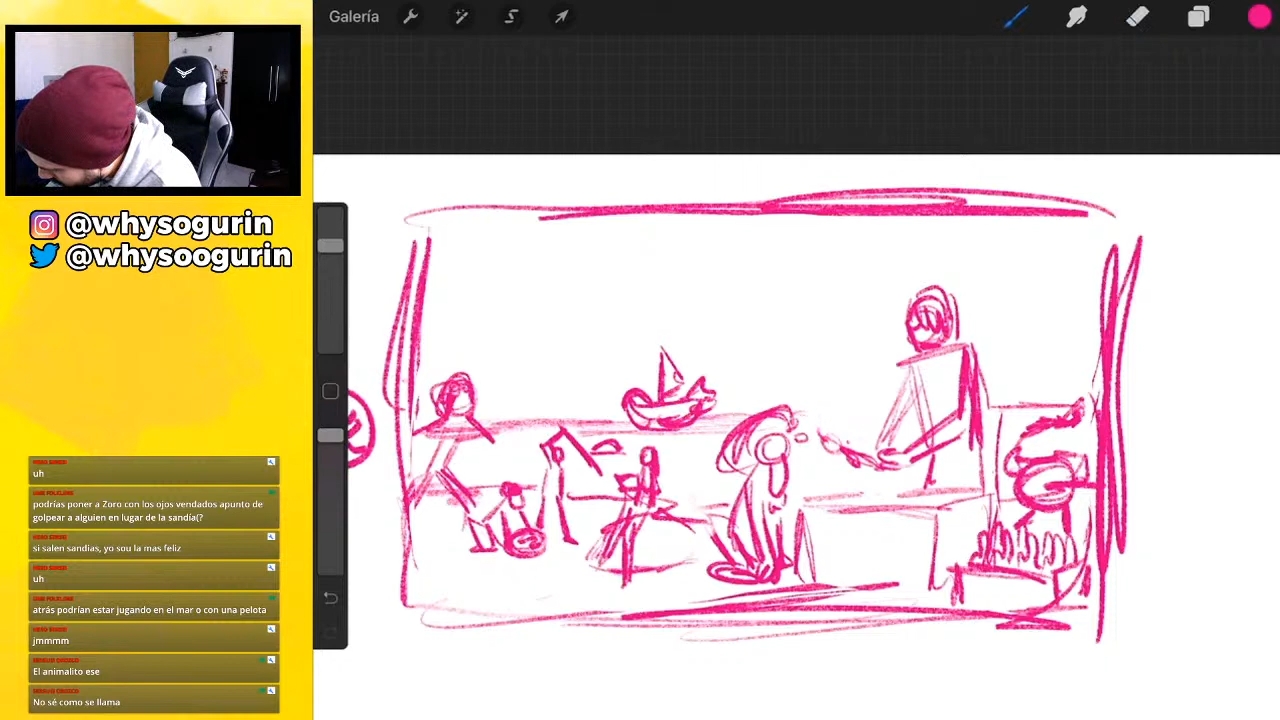 Galería
@whysogurin
@whysoogurin
uh
podrías poner a Zoro con los ojos vendados apunto de
golpear a alguien en lugar de la sandía(?
si salen sandias, yo soy la mas feliz
uh
atrás podrían estar jugando en el mar o con una pelota
jmmmm
El animalito ese
No sé como se llama